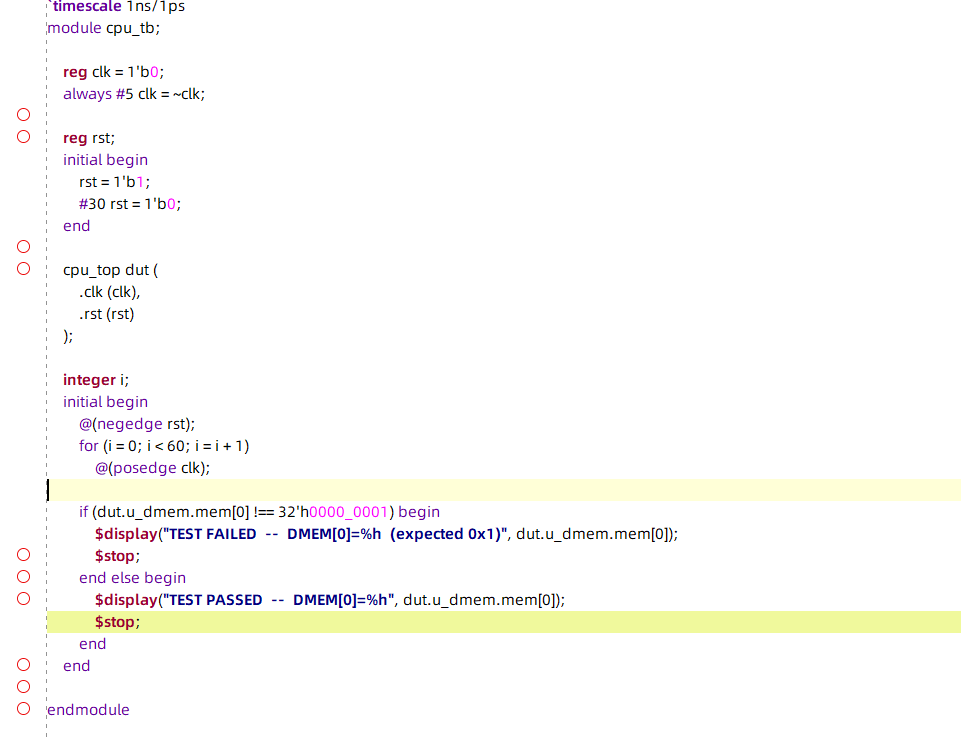 `timescale 1ns/1ps
module cpu_tb;
reg clk = 1'b0;
always #5 clk = ~clk;
reg rst;
initial begin
rst = 1'b1;
#30 rst = 1'b0;
end
cpu_top dut (
.clk (clk),
.rst (rst)
);
integer i;
initial begin
@(negedge rst);
for (i = 0; i < 60; i = i + 1)
@(posedge clk);
if (dut.u_dmem.mem[0] !== 32'h0000_0001) begin
$display("TEST FAILED -- DMEM[0]=%h (expected 0x1)", dut.u_dmem.mem[0]);
$stop;
end else begin
$display("TEST PASSED -- DMEM[0]=%h", dut.u_dmem.mem[0]);
$stop;
end
end
endmodule